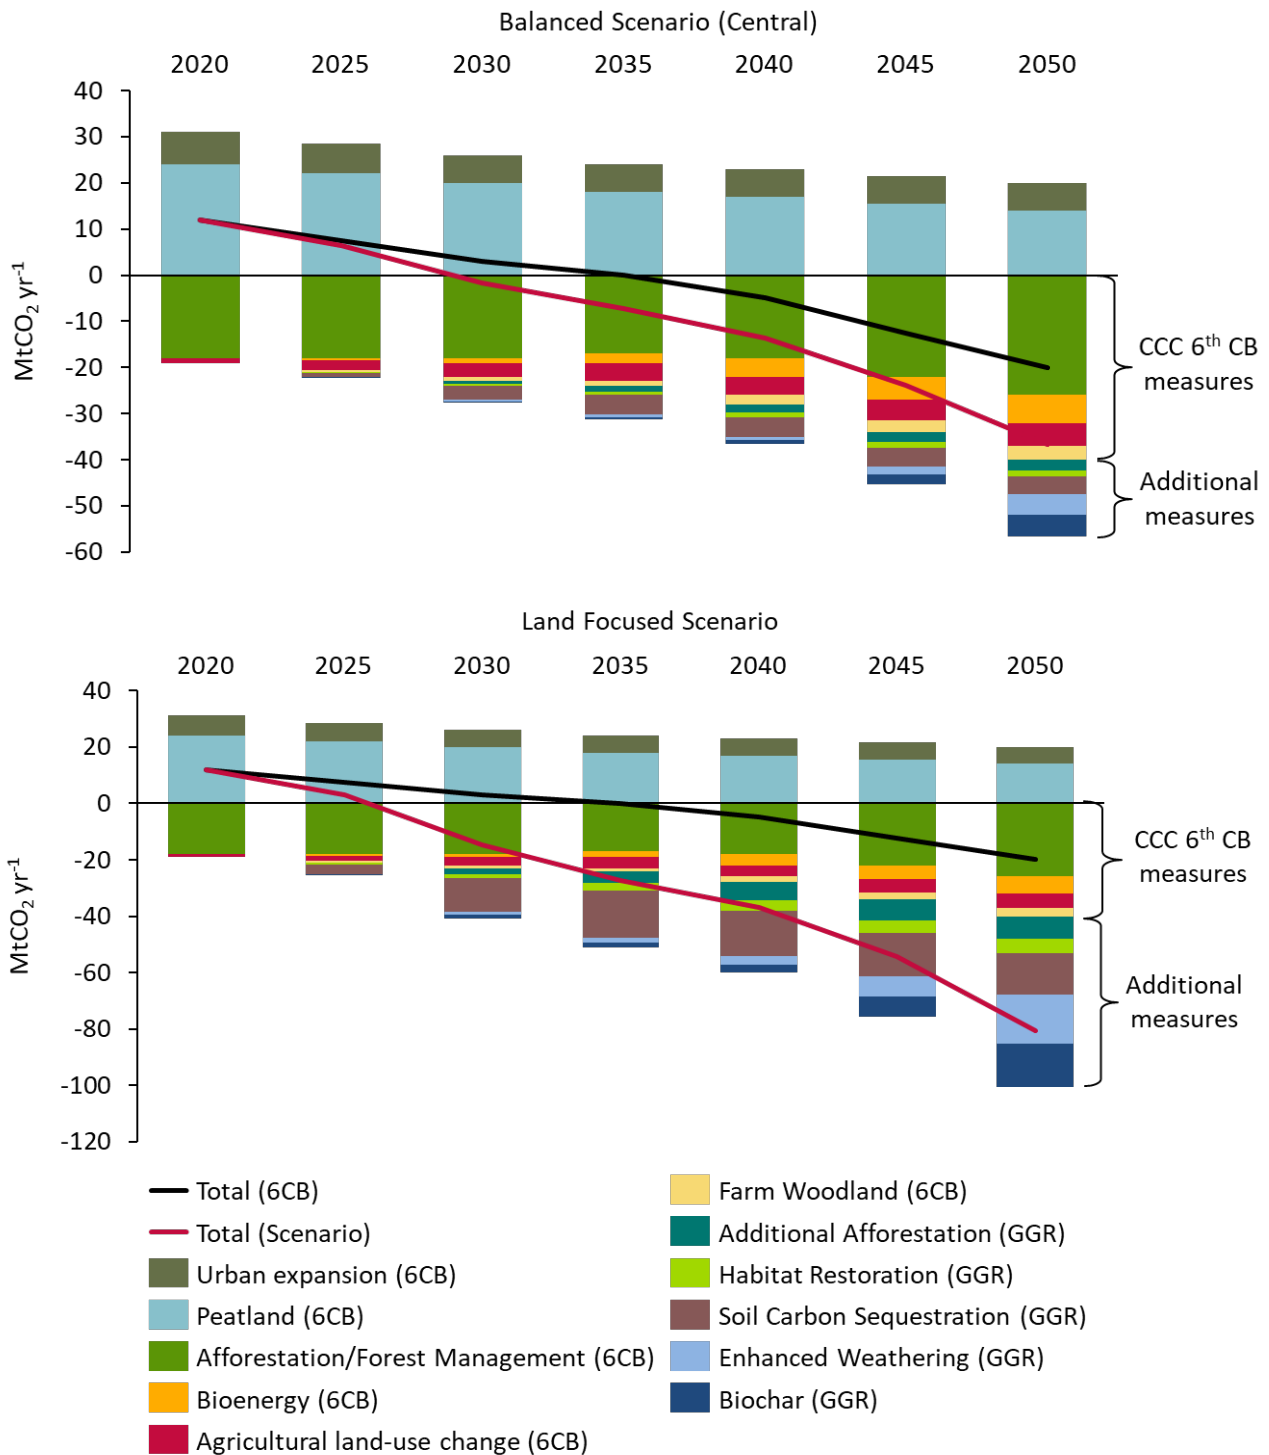 Balanced Scenario (Central)
2020 2025 2030 2035 2040 2045 2050
40
30
20
10
0
-10
-20
-30
-40
-50
-60
MtCO₂ yr⁻¹
CCC 6ᵗʰ CB
measures
Additional
measures
Land Focused Scenario
2020 2025 2030 2035 2040 2045 2050
40
20
0
-20
-40
-60
-80
-100
-120
MtCO₂ yr⁻¹
CCC 6ᵗʰ CB
measures
Additional
measures
Total (6CB)
Total (Scenario)
Urban expansion (6CB)
Peatland (6CB)
Afforestation/Forest Management (6CB)
Bioenergy (6CB)
Agricultural land-use change (6CB)
Farm Woodland (6CB)
Additional Afforestation (GGR)
Habitat Restoration (GGR)
Soil Carbon Sequestration (GGR)
Enhanced Weathering (GGR)
Biochar (GGR)